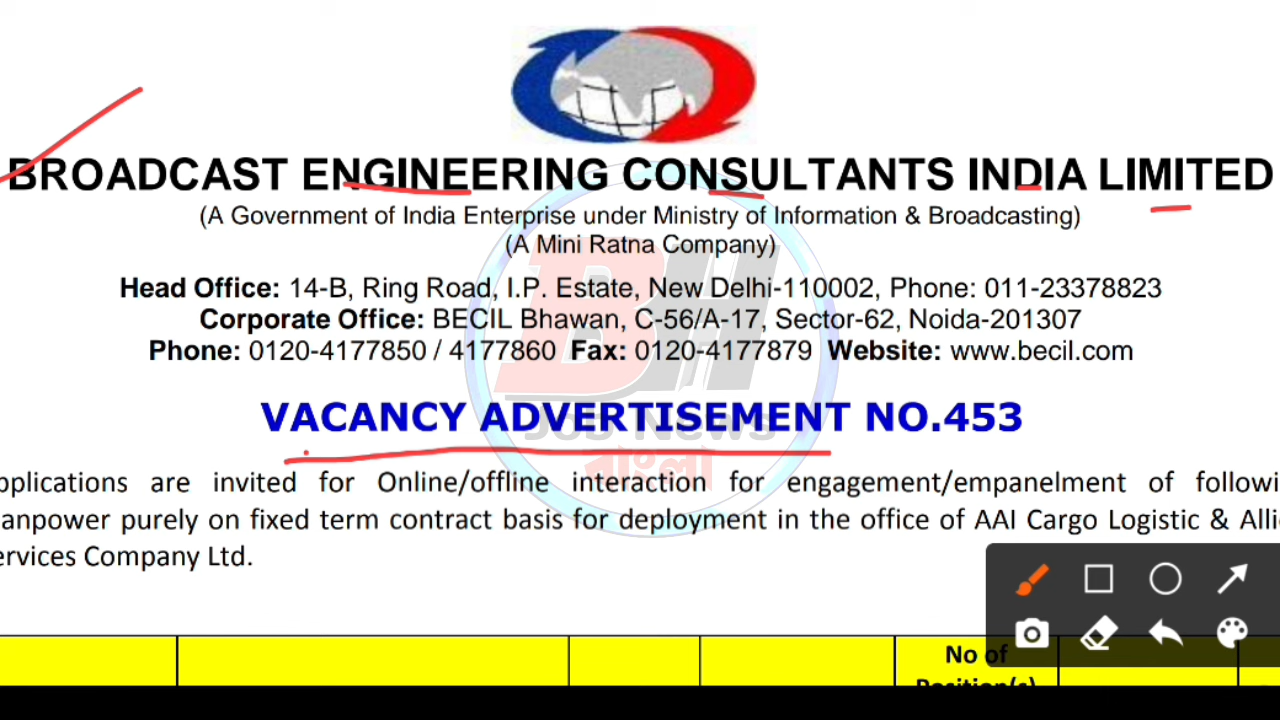 BROADCAST ENGINEERING CONSULTANTS INDIA LIMITED
(A Government of India Enterprise under Ministry of Information & Broadcasting)
(A Mini Ratna Company)
Head Office: 14-B, Ring Road, I.P. Estate, New Delhi-110002, Phone: 011-23378823
Corporate Office: BECIL Bhawan, C-56/A-17, Sector-62, Noida-201307
Phone: 0120-4177850 / 4177860 Fax: 0120-4177879 Website: www.becil.com
BH
VACANCY ADVERTISEMENT NO.453
Job News
বাংলা
pplications are invited for Online/offline interaction for engagement/empanelment of followi
anpower purely on fixed term contract basis for deployment in the office of AAI Cargo Logistic & Alli
ervices Company Ltd.
No of
Position(s)